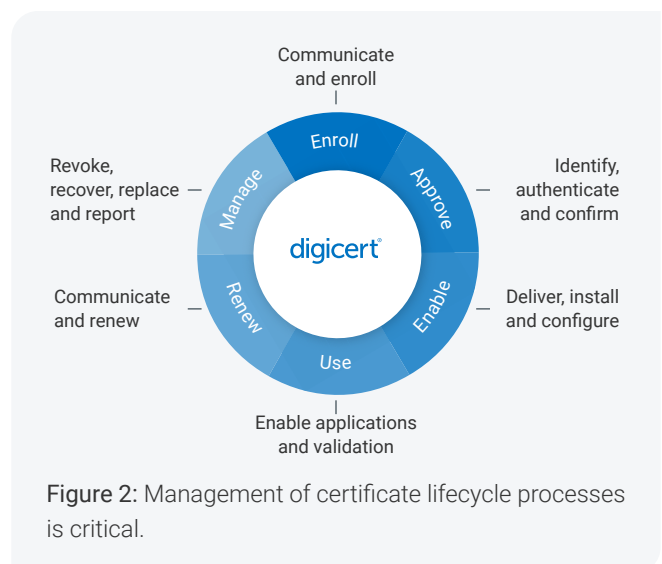 Communicate
and enroll
Enroll
Revoke,
recover, replace
and report
Manage
Approve
Identify,
authenticate
and confirm
digicert®
Communicate
and renew
Renew
Enable
Deliver, install
and configure
Use
Enable applications
and validation
Figure 2: Management of certificate lifecycle processes
is critical.